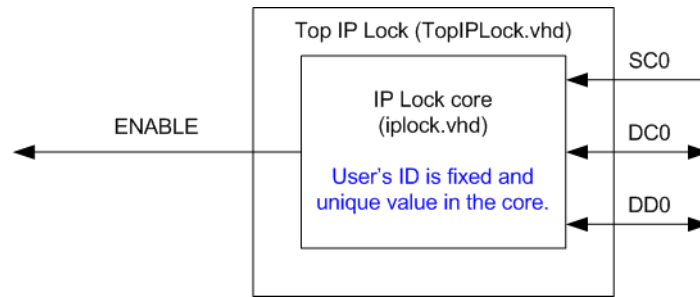 Top IP Lock (TopIPLock.vhd)
SC0
IP Lock core
(iplock.vhd)
ENABLE
DC0
User's ID is fixed and
unique value in the core.
DD0